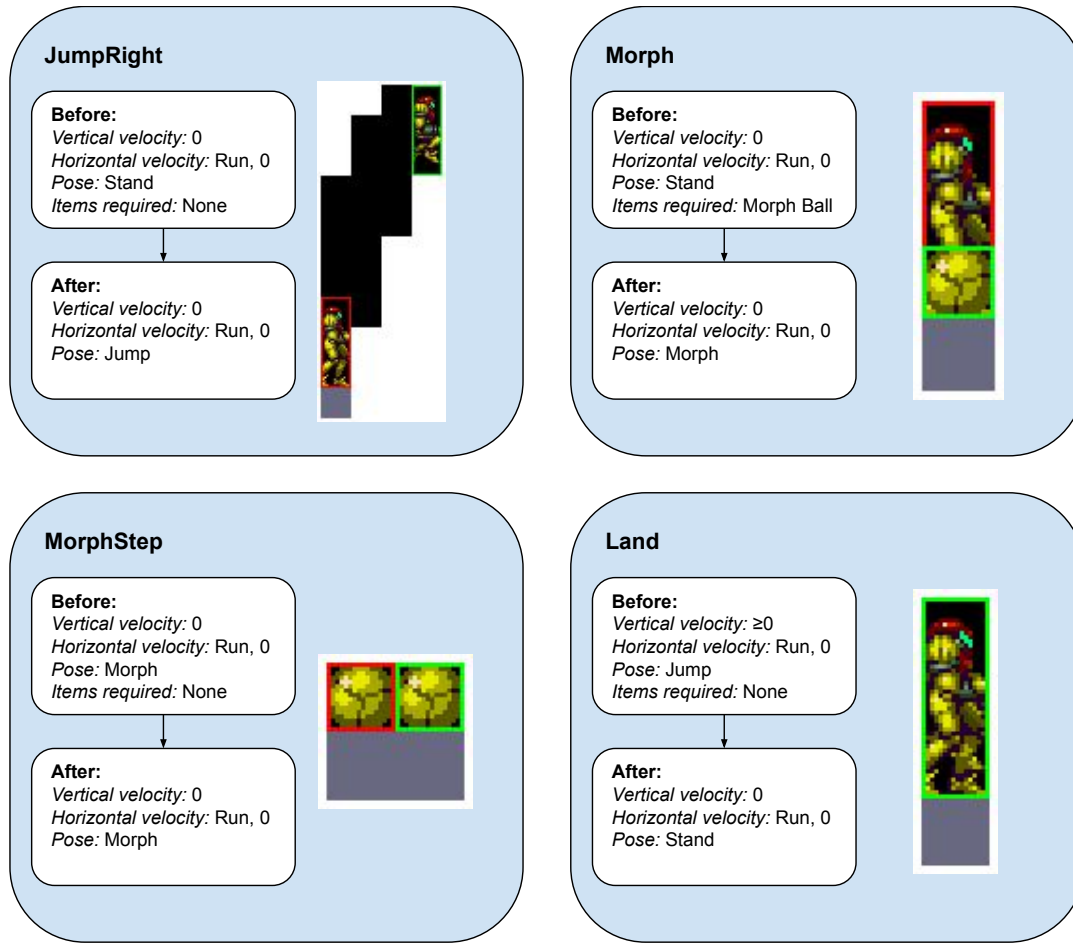 JumpRight
Before:
Vertical velocity: 0
Horizontal velocity: Run, 0
Pose: Stand
Items required: None
After:
Vertical velocity: 0
Horizontal velocity: Run, 0
Pose: Jump
Morph
Before:
Vertical velocity: 0
Horizontal velocity: Run, 0
Pose: Stand
Items required: Morph Ball
After:
Vertical velocity: 0
Horizontal velocity: Run, 0
Pose: Morph
MorphStep
Before:
Vertical velocity: 0
Horizontal velocity: Run, 0
Pose: Morph
Items required: None
After:
Vertical velocity: 0
Horizontal velocity: Run, 0
Pose: Morph
Land
Before:
Vertical velocity: ≥0
Horizontal velocity: Run, 0
Pose: Jump
Items required: None
After:
Vertical velocity: 0
Horizontal velocity: Run, 0
Pose: Stand